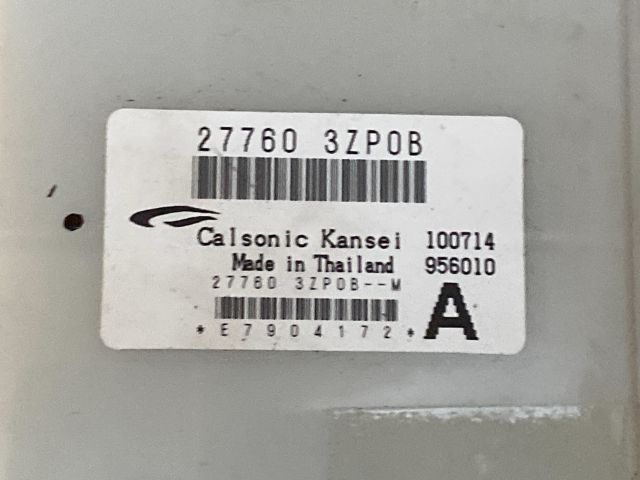 27760 3ZP0B
Calsonic Kansei 100714
Made in Thailand 956010
27760 3ZP0B--M
*E7904172*
A